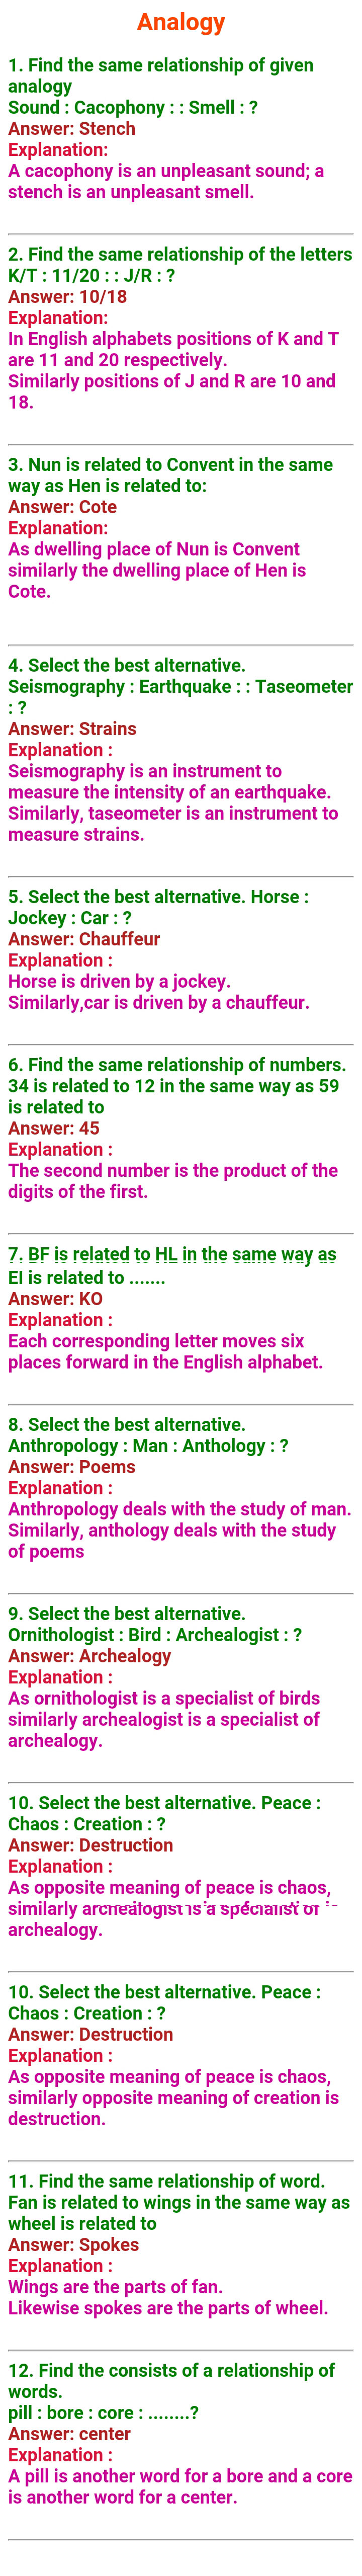 Analogy
1. Find the same relationship of given
analogy
Sound : Cacophony : : Smell : ?
Answer: Stench
Explanation:
A cacophony is an unpleasant sound; a
stench is an unpleasant smell.
2. Find the same relationship of the letters
K/T : 11/20 : : J/R : ?
Answer: 10/18
Explanation:
In English alphabets positions of K and T
are 11 and 20 respectively.
Similarly positions of J and R are 10 and
18.
3. Nun is related to Convent in the same
way as Hen is related to:
Answer: Cote
Explanation:
As dwelling place of Nun is Convent
similarly the dwelling place of Hen is
Cote.
4. Select the best alternative.
Seismography : Earthquake : : Taseometer
: ?
Answer: Strains
Explanation :
Seismography is an instrument to
measure the intensity of an earthquake.
Similarly, taseometer is an instrument to
measure strains.
5. Select the best alternative. Horse :
Jockey : Car : ?
Answer: Chauffeur
Explanation :
Horse is driven by a jockey.
Similarly,car is driven by a chauffeur.
6. Find the same relationship of numbers.
34 is related to 12 in the same way as 59
is related to
Answer: 45
Explanation :
The second number is the product of the
digits of the first.
7. BF is related to HL in the same way as
EI is related to .......
Answer: KO
Explanation :
Each corresponding letter moves six
places forward in the English alphabet.
8. Select the best alternative.
Anthropology : Man : Anthology : ?
Answer: Poems
Explanation :
Anthropology deals with the study of man.
Similarly, anthology deals with the study
of poems
9. Select the best alternative.
Ornithologist : Bird : Archealogist : ?
Answer: Archealogy
Explanation :
As ornithologist is a specialist of birds
similarly archealogist is a specialist of
archealogy.
10. Select the best alternative. Peace :
Chaos : Creation : ?
Answer: Destruction
Explanation :
As opposite meaning of peace is chaos,
similarly archealogist is a specialist of
archealogy.
10. Select the best alternative. Peace :
Chaos : Creation : ?
Answer: Destruction
Explanation :
As opposite meaning of peace is chaos,
similarly opposite meaning of creation is
destruction.
11. Find the same relationship of word.
Fan is related to wings in the same way as
wheel is related to
Answer: Spokes
Explanation :
Wings are the parts of fan.
Likewise spokes are the parts of wheel.
12. Find the consists of a relationship of
words.
pill : bore : core : ........?
Answer: center
Explanation :
A pill is another word for a bore and a core
is another word for a center.